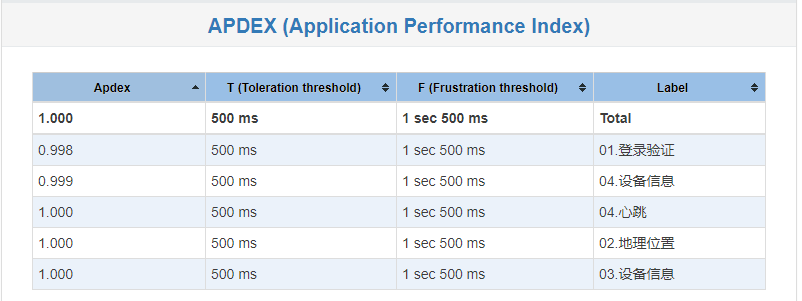 APDEX (Application Performance Index)
Apdex T (Toleration threshold) F (Frustration threshold) Label
1.000 500 ms 1 sec 500 ms Total
0.998 500 ms 1 sec 500 ms 01.登录验证
0.999 500 ms 1 sec 500 ms 04.设备信息
1.000 500 ms 1 sec 500 ms 04.心跳
1.000 500 ms 1 sec 500 ms 02.地理位置
1.000 500 ms 1 sec 500 ms 03.设备信息